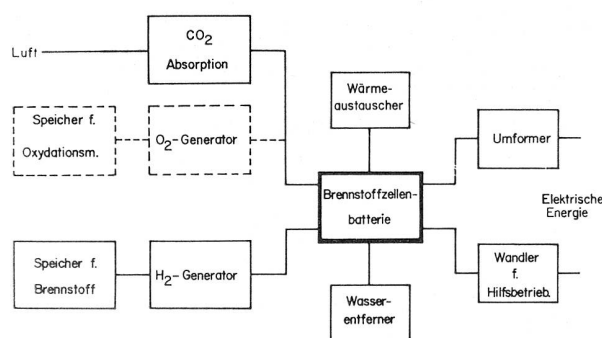 Luft
CO2
Absorption
Speicher f.
Oxydationsm.
O2-Generator
Wärme-
austauscher
Umformer
Brennstoffzellen-
batterie
Elektrische
Energie
Speicher f.
Brennstoff
H2-Generator
Wandler
f.
Hilfsbetrieb.
Wasser-
entferner